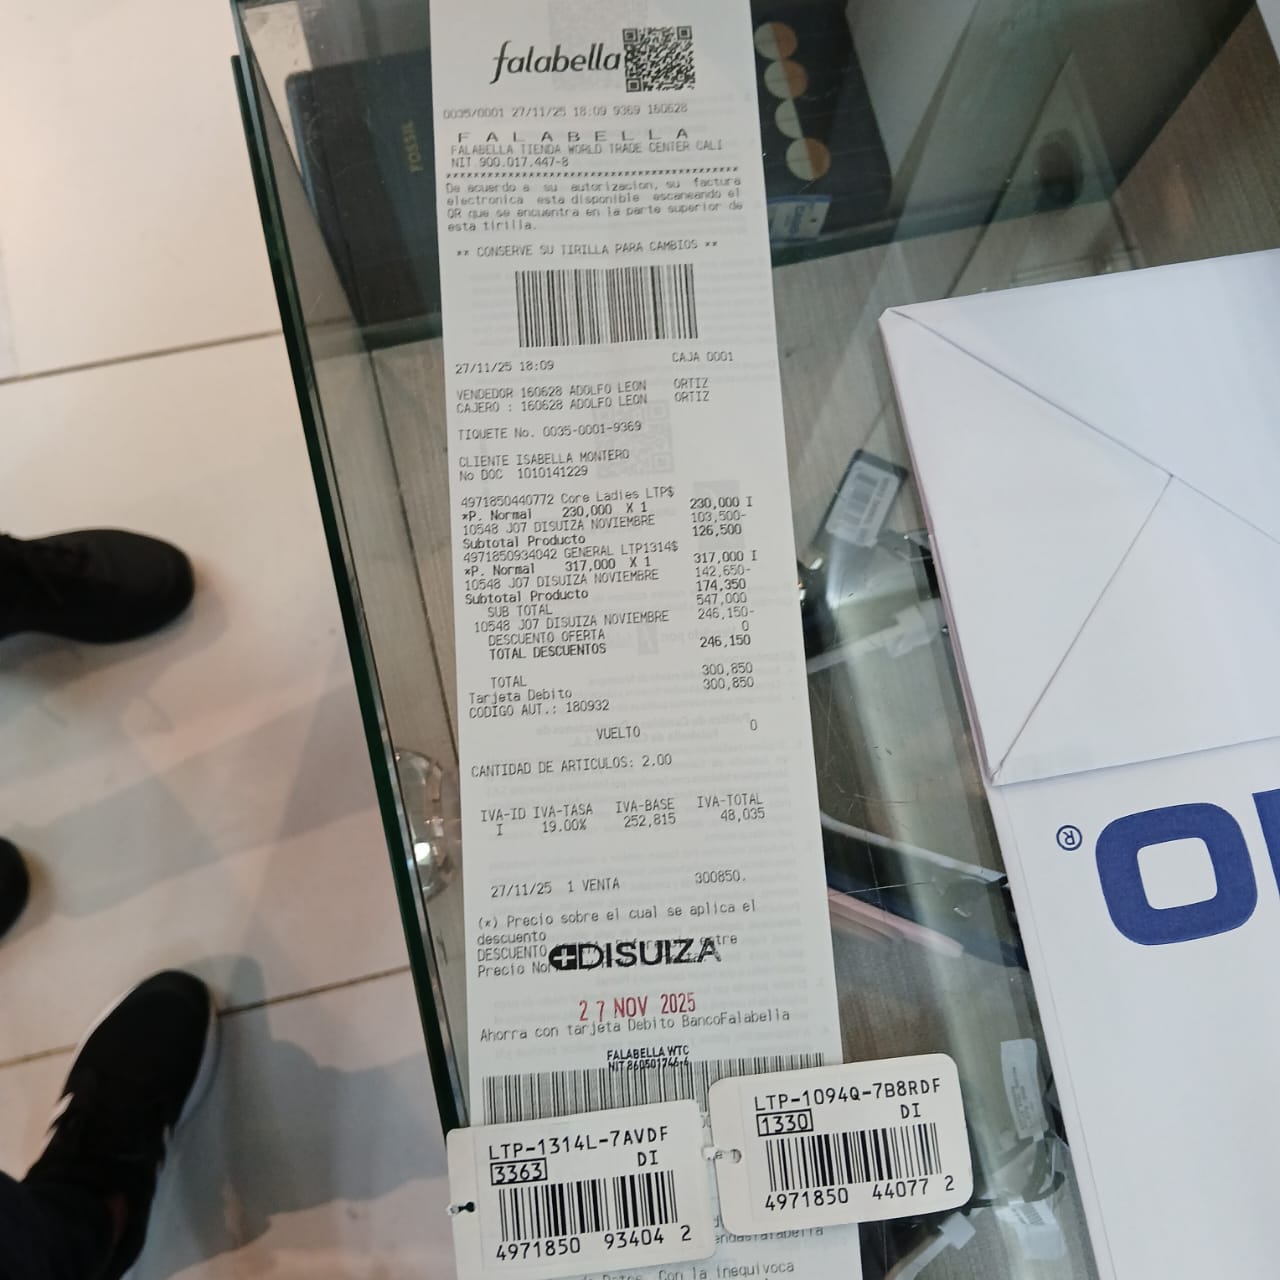 falabella
0035/0001 27/11/25 18:09 9369 160628
F A L A B E L L A
FALABELLA TIENDA WORLD TRADE CENTER CALI
NIT 900.017.447-8
De acuerdo a su autorizacion, su factura
electronica esta disponible escaneando el
QR que se encuentra en la parte superior de
esta tirilla.
** CONSERVE SU TIRILLA PARA CAMBIOS **
27/11/25 18:09 CAJA 0001
VENDEDOR 160628 ADOLFO LEON ORTIZ
CAJERO : 160628 ADOLFO LEON ORTIZ
TIQUETE No. 0035-0001-9369
CLIENTE ISABELLA MONTERO
No DOC 1010141229
4971850440772 Core Ladies LTP$ 230,000 I
*P. Normal 230,000 X 1
10548 J07 DISUIZA NOVIEMBRE 103,500-
Subtotal Producto 126,500
4971850934042 GENERAL LTP1314$ 317,000 I
*P. Normal 317,000 X 1
10548 J07 DISUIZA NOVIEMBRE 142,650-
Subtotal Producto 174,350
SUB TOTAL 547,000
10548 J07 DISUIZA NOVIEMBRE 246,150-
DESCUENTO OFERTA 0
TOTAL DESCUENTOS 246,150
TOTAL 300,850
Tarjeta Debito 300,850
CODIGO AUT.: 180932
VUELTO 0
CANTIDAD DE ARTICULOS: 2.00
IVA-ID IVA-TASA IVA-BASE IVA-TOTAL
I 19.00% 252,815 48,035
27/11/25 1 VENTA 300850.
(*) Precio sobre el cual se aplica el
descuento
DESCUENTO
Precio
DISUIZA
27 NOV 2025
Ahorra con tarjeta Debito BancoFalabella
FALABELLA WTC
NIT 860501746-4
LTP-1314L-7AVDF
3363 DI
4971850 93404 2
LTP-1094Q-7B8RDF
1330 DI
4971850 44077 2
Con la inequivoca
FOSSIL
®